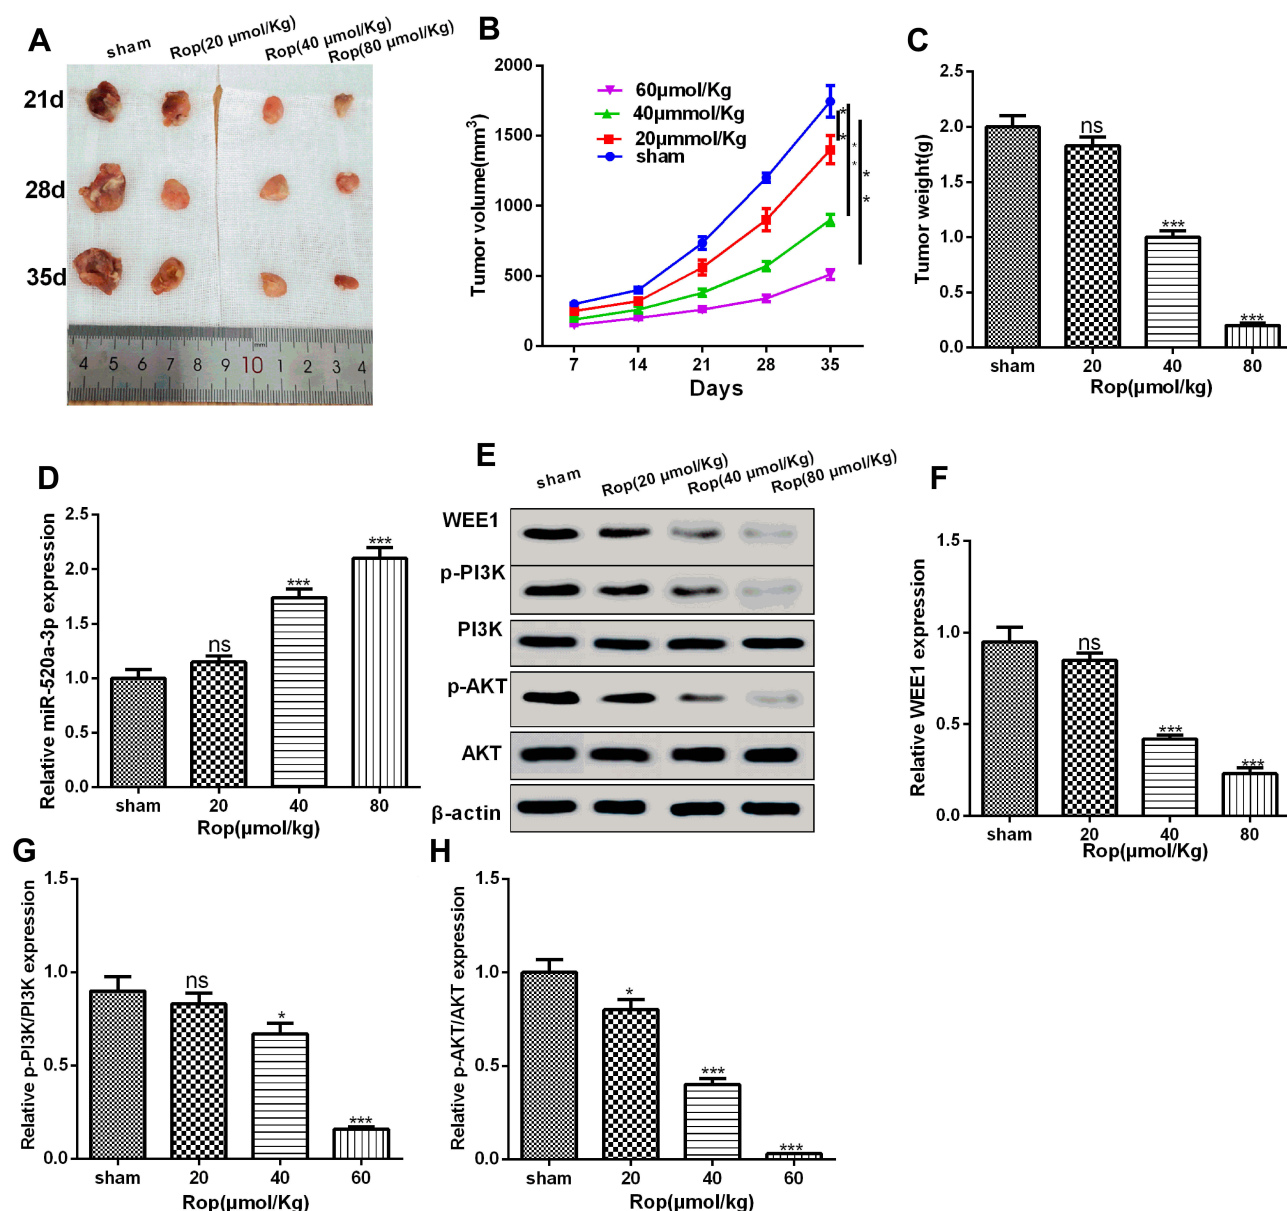 A
sham
Rop(20 µmol/Kg)
Rop(40 µmol/Kg)
Rop(80 µmol/Kg)
21d
28d
35d
4 5 6 7 8 9 10 1 2 3 4
mm
B
2000
1500
1000
500
0
Tumor volume(mm³)
60µmol/Kg
40µmmol/Kg
20µmmol/Kg
sham
* *
* *
* *
7 14 21 28 35
Days
C
2.5
2.0
1.5
1.0
0.5
0.0
Tumor weight(g)
ns
***
***
sham 20 40 80
Rop(µmol/kg)
D
2.5
2.0
1.5
1.0
0.5
0.0
Relative miR-520a-3p expression
ns
***
***
sham 20 40 80
Rop(µmol/kg)
E
sham
Rop(20 µmol/Kg)
Rop(40 µmol/Kg)
Rop(80 µmol/Kg)
WEE1
p-PI3K
PI3K
p-AKT
AKT
β-actin
F
1.5
1.0
0.5
0.0
Relative WEE1 expression
ns
***
***
sham 20 40 80
Rop(µmol/Kg)
G
1.5
1.0
0.5
0.0
Relative p-PI3K/PI3K expression
ns
*
***
sham 20 40 60
Rop(µmol/Kg)
H
1.5
1.0
0.5
0.0
Relative p-AKT/AKT expression
*
***
***
sham 20 40 60
Rop(µmol/kg)